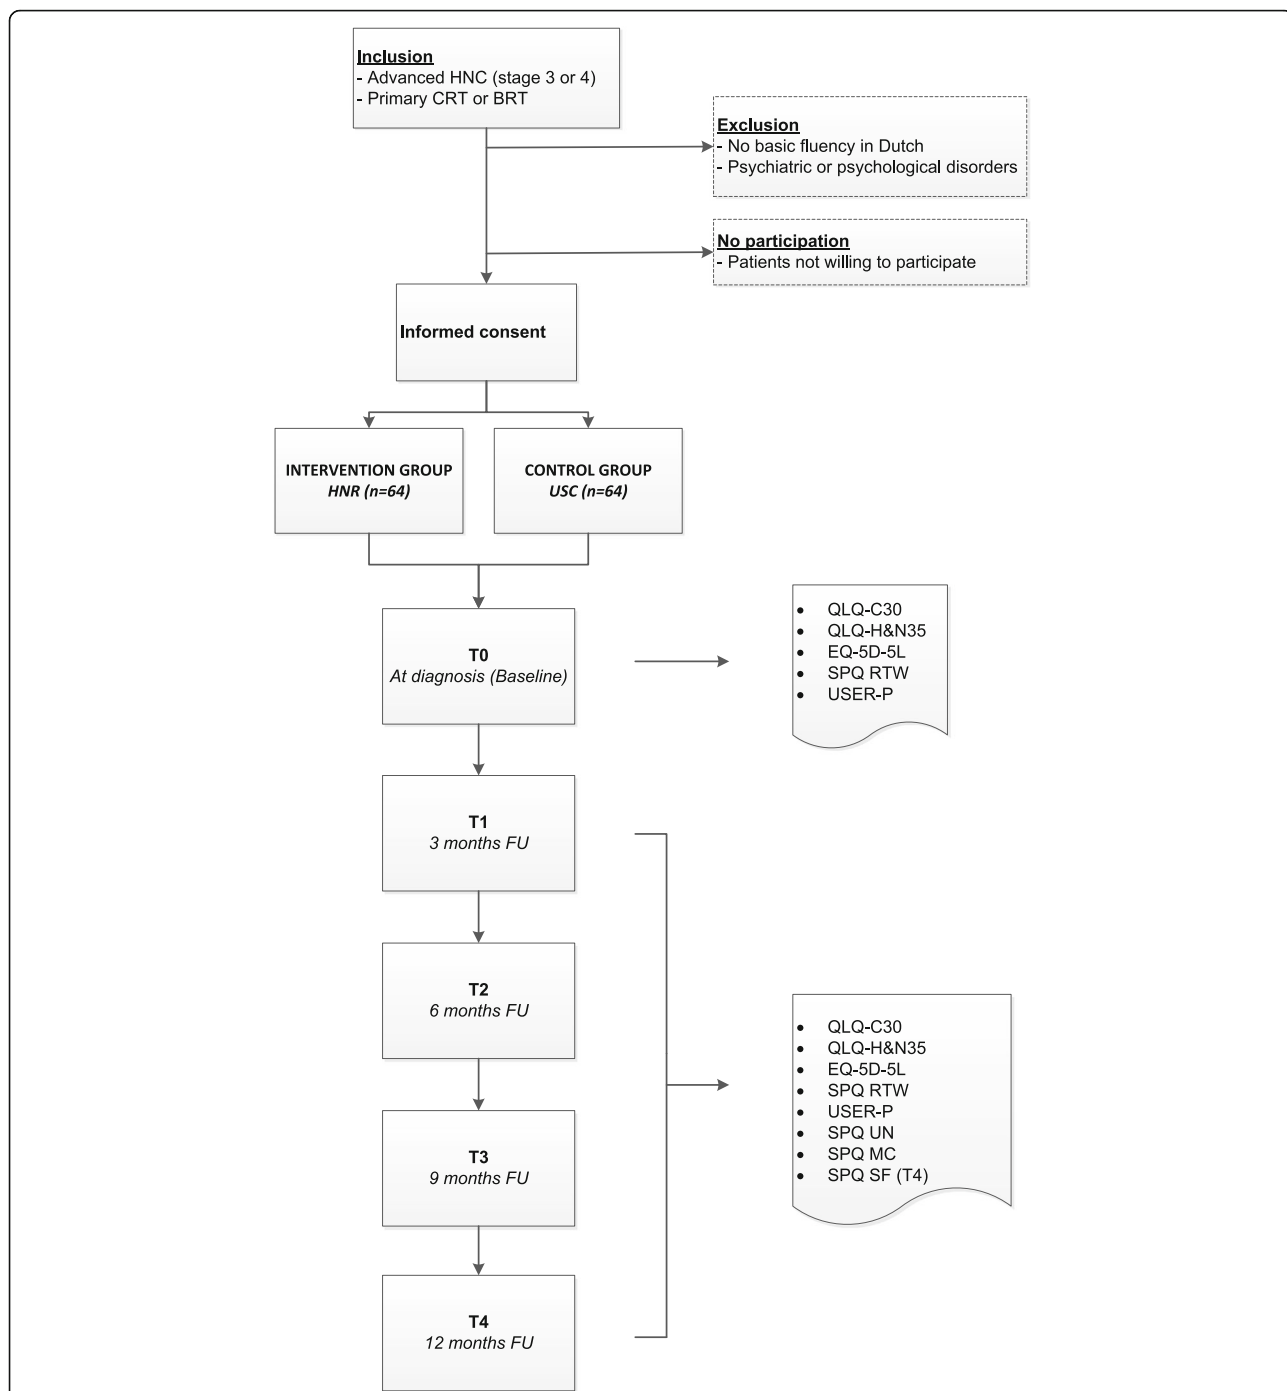 Inclusion
- Advanced HNC (stage 3 or 4)
- Primary CRT or BRT
Exclusion
- No basic fluency in Dutch
- Psychiatric or psychological disorders
No participation
- Patients not willing to participate
Informed consent
INTERVENTION GROUP
HNR (n=64)
CONTROL GROUP
USC (n=64)
T0
At diagnosis (Baseline)
• QLQ-C30
• QLQ-H&N35
• EQ-5D-5L
• SPQ RTW
• USER-P
T1
3 months FU
T2
6 months FU
T3
9 months FU
T4
12 months FU
• QLQ-C30
• QLQ-H&N35
• EQ-5D-5L
• SPQ RTW
• USER-P
• SPQ UN
• SPQ MC
• SPQ SF (T4)